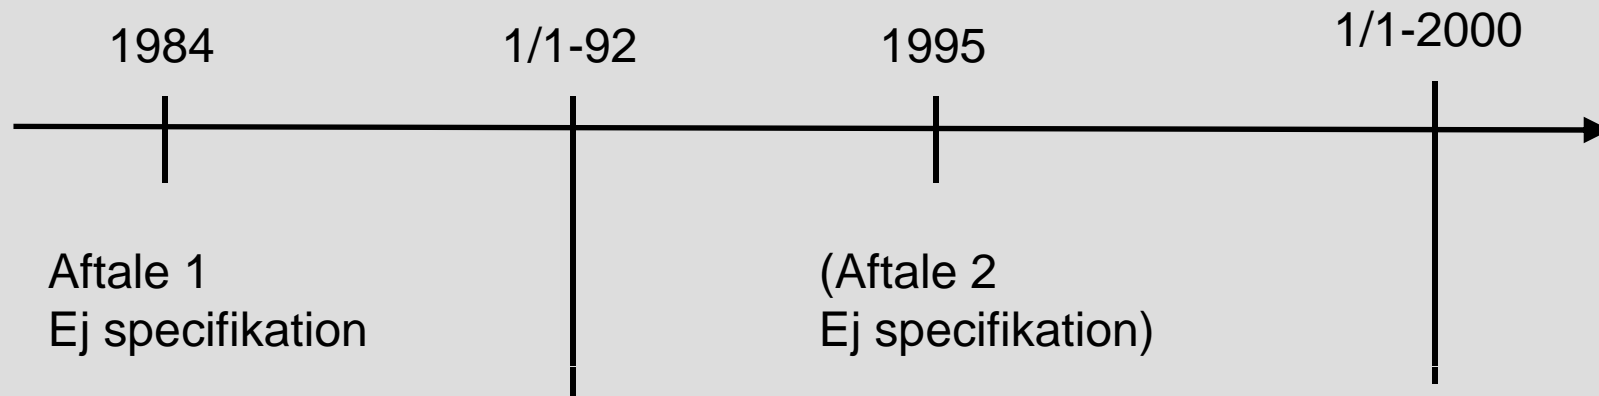 1984
1/1-92
1995
1/1-2000
Aftale 1
Ej specifikation
(Aftale 2
Ej specifikation)